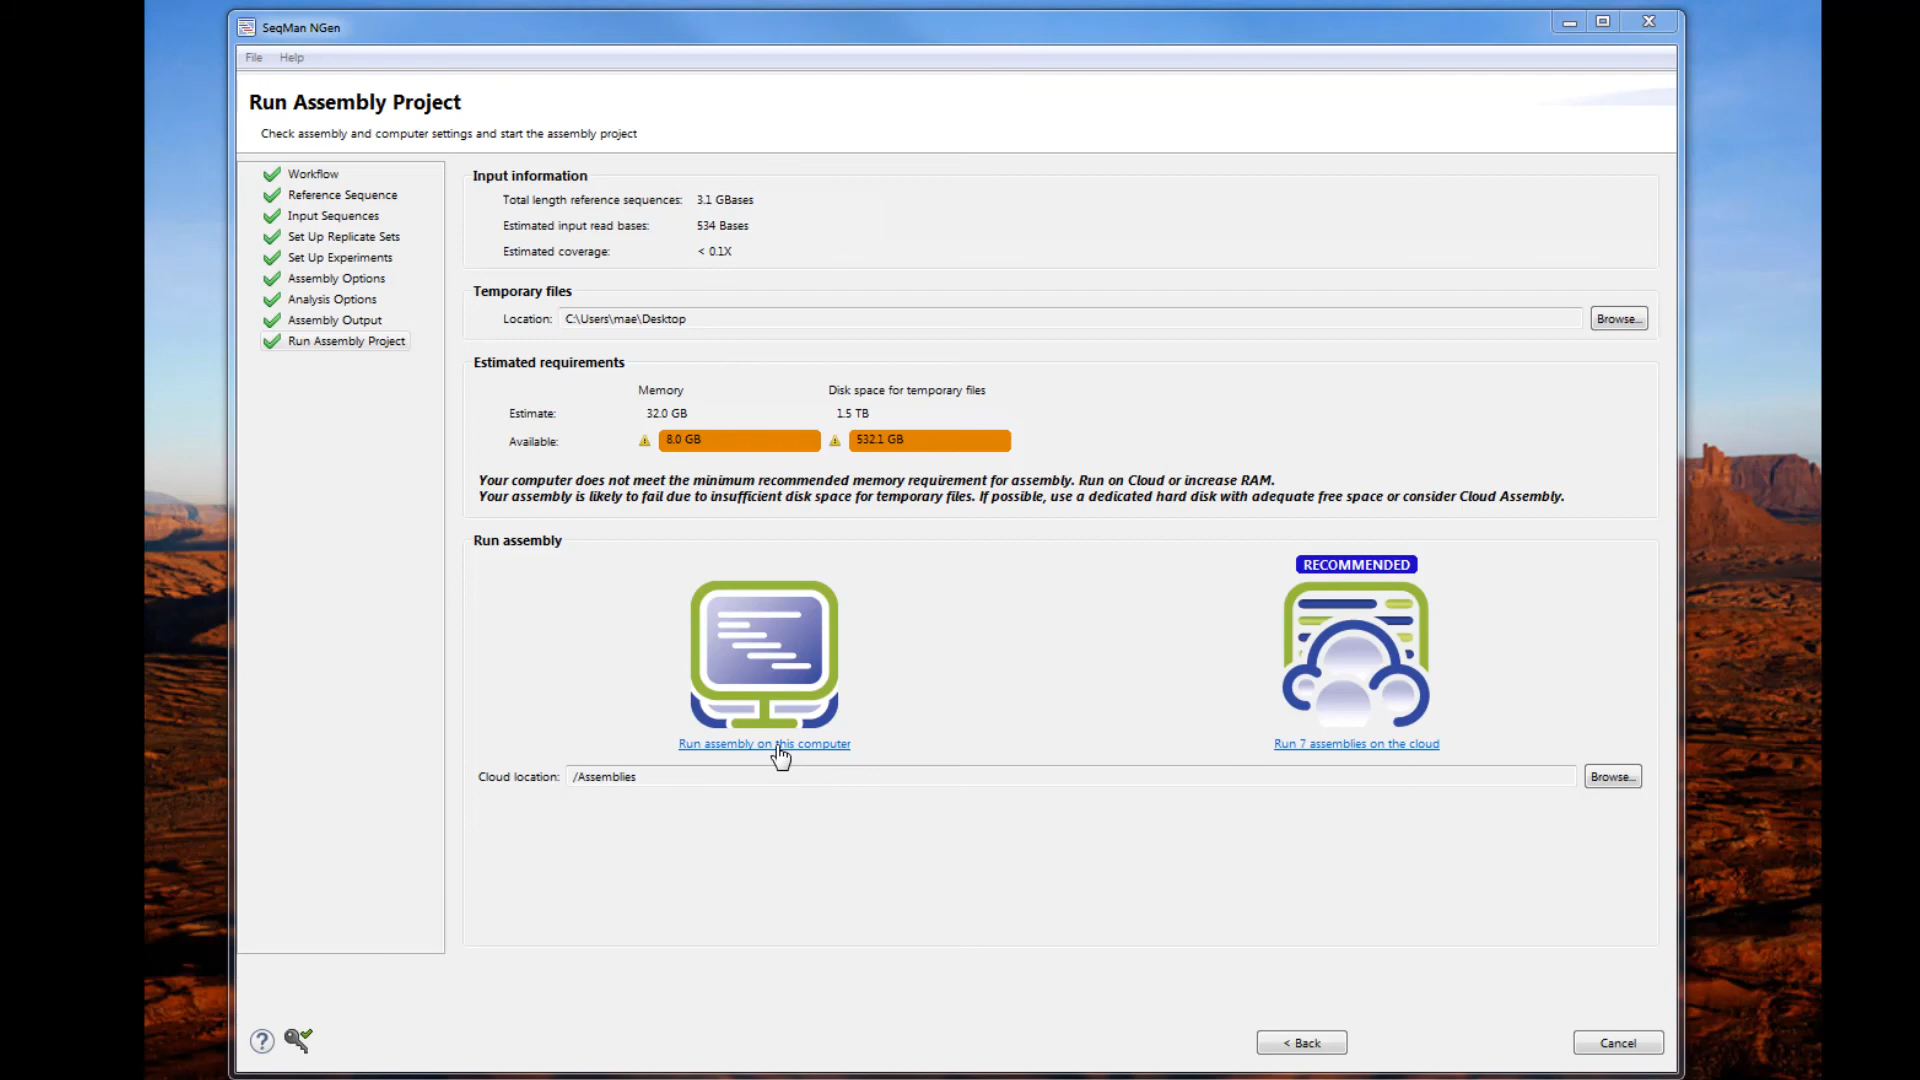 SeqMan NGen
File Help
Run Assembly Project
Check assembly and computer settings and start the assembly project
Workflow
Reference Sequence
Input Sequences
Set Up Replicate Sets
Set Up Experiments
Assembly Options
Analysis Options
Assembly Output
Run Assembly Project
Input information
Total length reference sequences: 3.1 GBases
Estimated input read bases: 534 Bases
Estimated coverage: < 0.1X
Temporary files
Location: C:\Users\mae\Desktop Browse...
Estimated requirements
Memory Disk space for temporary files
Estimate: 32.0 GB 1.5 TB
Available: 8.0 GB 532.1 GB
Your computer does not meet the minimum recommended memory requirement for assembly. Run on Cloud or increase RAM.
Your assembly is likely to fail due to insufficient disk space for temporary files. If possible, use a dedicated hard disk with adequate free space or consider Cloud Assembly.
Run assembly
RECOMMENDED
Run assembly on this computer Run 7 assemblies on the cloud
Cloud location: /Assemblies Browse...
? < Back Cancel